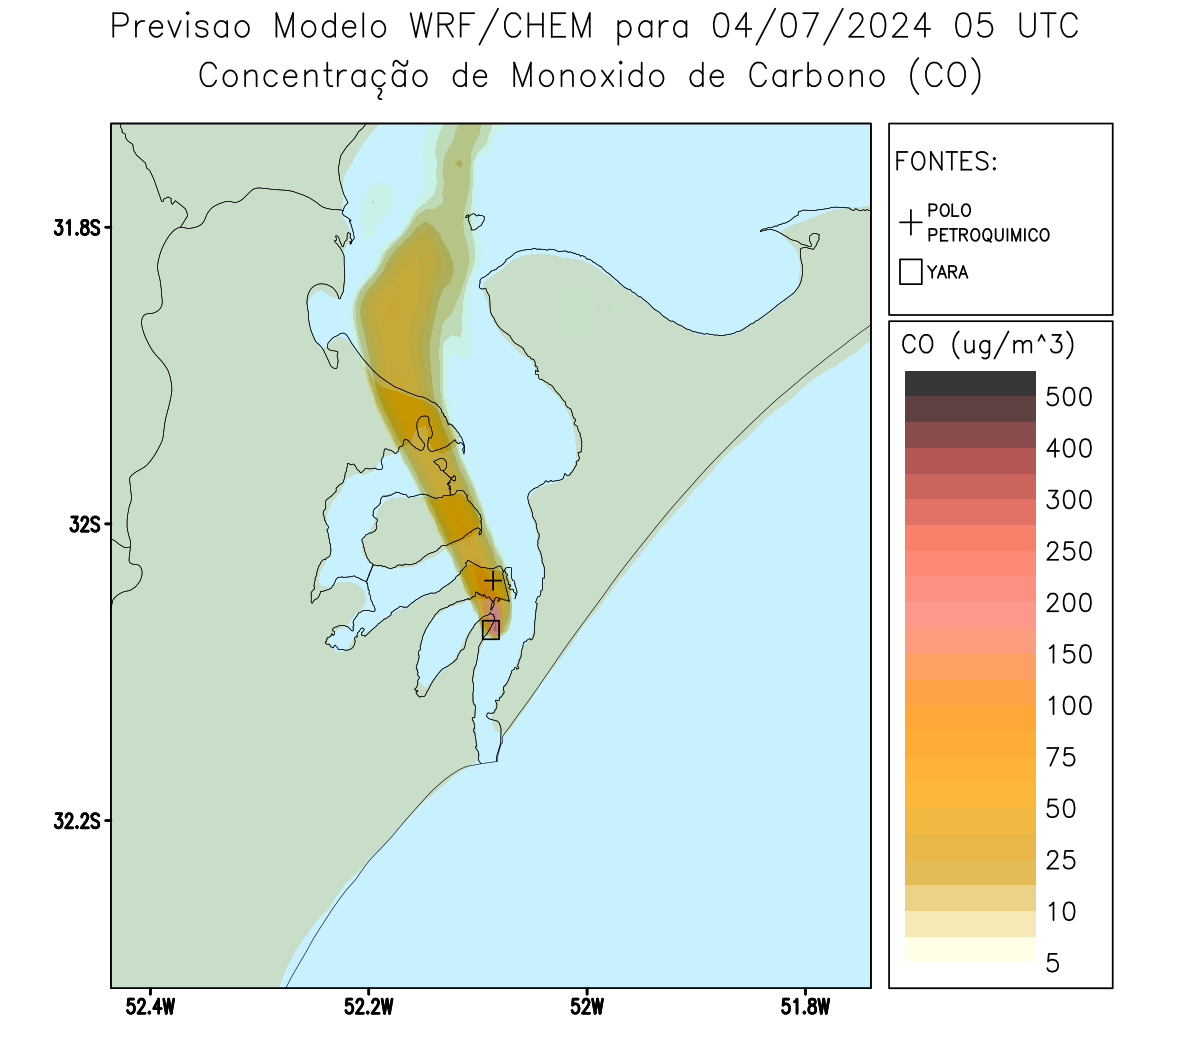 Previsao Modelo WRF/CHEM para 04/07/2024 05 UTC
Concentração de Monoxido de Carbono (CO)
FONTES:
POLO
PETROQUIMICO
YARA
CO (ug/m^3)
500
400
300
250
200
150
100
75
50
25
10
5
31.8S
32S
32.2S
52.4W
52.2W
52W
51.8W